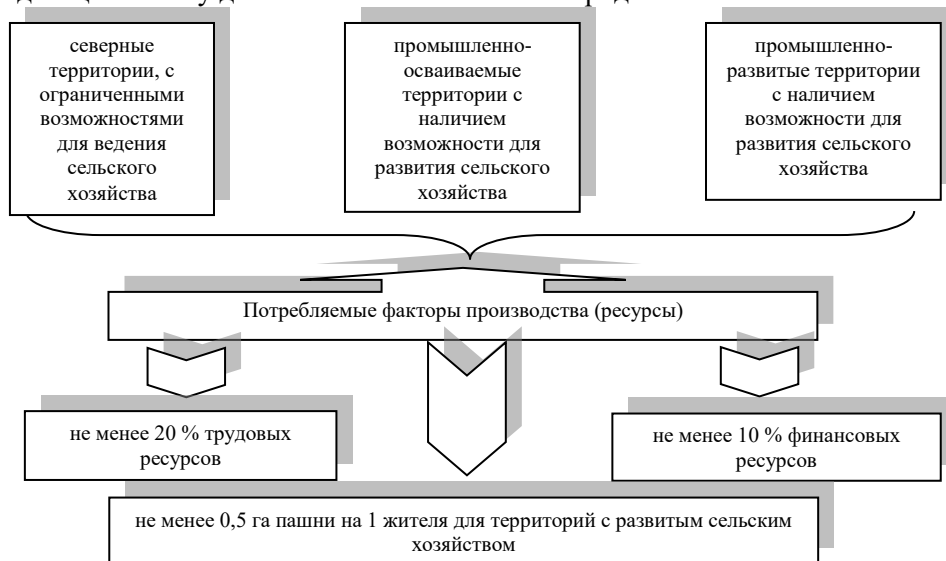 северные
территории, с
ограниченными
возможностями
для ведения
сельского
хозяйства
промышленно-
осваиваемые
территории с
наличием
возможности для
развития сельского
хозяйства
промышленно-
развитые территории
с наличием
возможности для
развития сельского
хозяйства
Потребляемые факторы производства (ресурсы)
не менее 20 % трудовых
ресурсов
не менее 10 % финансовых
ресурсов
не менее 0,5 га пашни на 1 жителя для территорий с развитым сельским
хозяйством